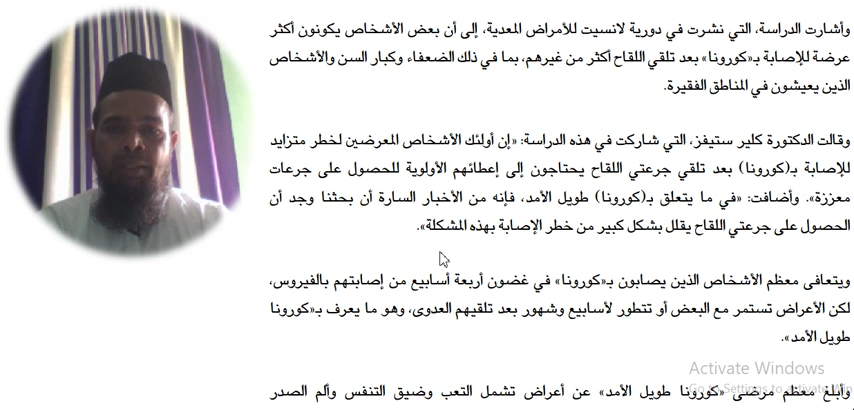 وأشارت الدراسة، التي نشرت في دورية لانسيت للأمراض المعدية، إلى أن بعض الأشخاص يكونون أكثر
عرضة للإصابة بـ«كورونا» بعد تلقي اللقاح أكثر من غيرهم، بما في ذلك الضعفاء وكبار السن والأشخاص
الذين يعيشون في المناطق الفقيرة.
وقالت الدكتورة كلير ستيفز، التي شاركت في هذه الدراسة: «إن أولئك الأشخاص المعرضين لخطر متزايد
للإصابة بـ(كورونا) بعد تلقي جرعتي اللقاح يحتاجون إلى إعطائهم الأولوية للحصول على جرعات
معززة». وأضافت: «في ما يتعلق بـ(كورونا) طويل الأمد، فإنه من الأخبار السارة أن بحثنا وجد أن
الحصول على جرعتي اللقاح يقلل بشكل كبير من خطر الإصابة بهذه المشكلة».
ويتعافى معظم الأشخاص الذين يصابون بـ«كورونا» في غضون أربعة أسابيع من إصابتهم بالفيروس،
لكن الأعراض تستمر مع البعض أو تتطور لأسابيع وشهور بعد تلقيهم العدوى، وهو ما يعرف بـ«كورونا
طويل الأمد».
Activate Windows
Go to Settings to activate Win
وأبلغ معظم مرضى «كورونا طويل الأمد» عن أعراض تشمل التعب وضيق التنفس وألم الصدر